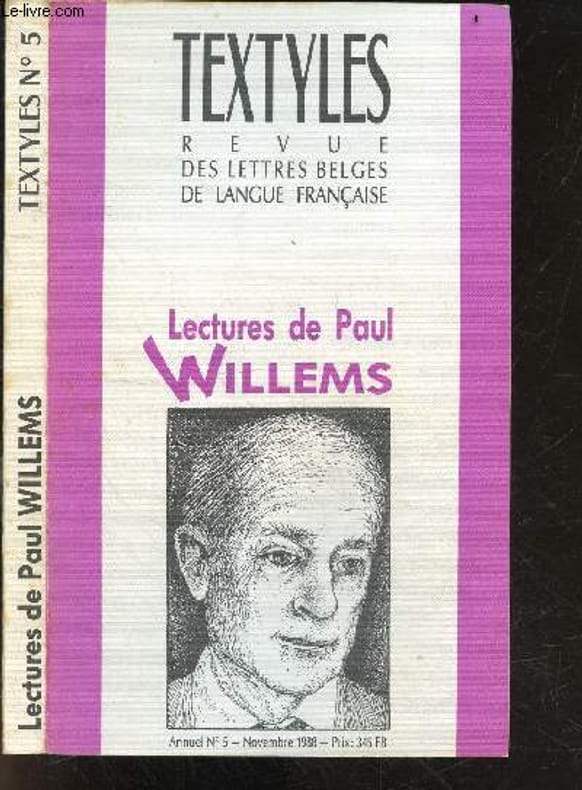 Le-livre.com
TEXTYLES N° 5
Lectures de Paul WILLEMS
TEXTYLES
REVUE
DES LETTRES BELGES
DE LANGUE FRANÇAISE
Lectures de Paul
WILLEMS
Annuel N° 5 – Novembre 1988 – Prix: 345 FB